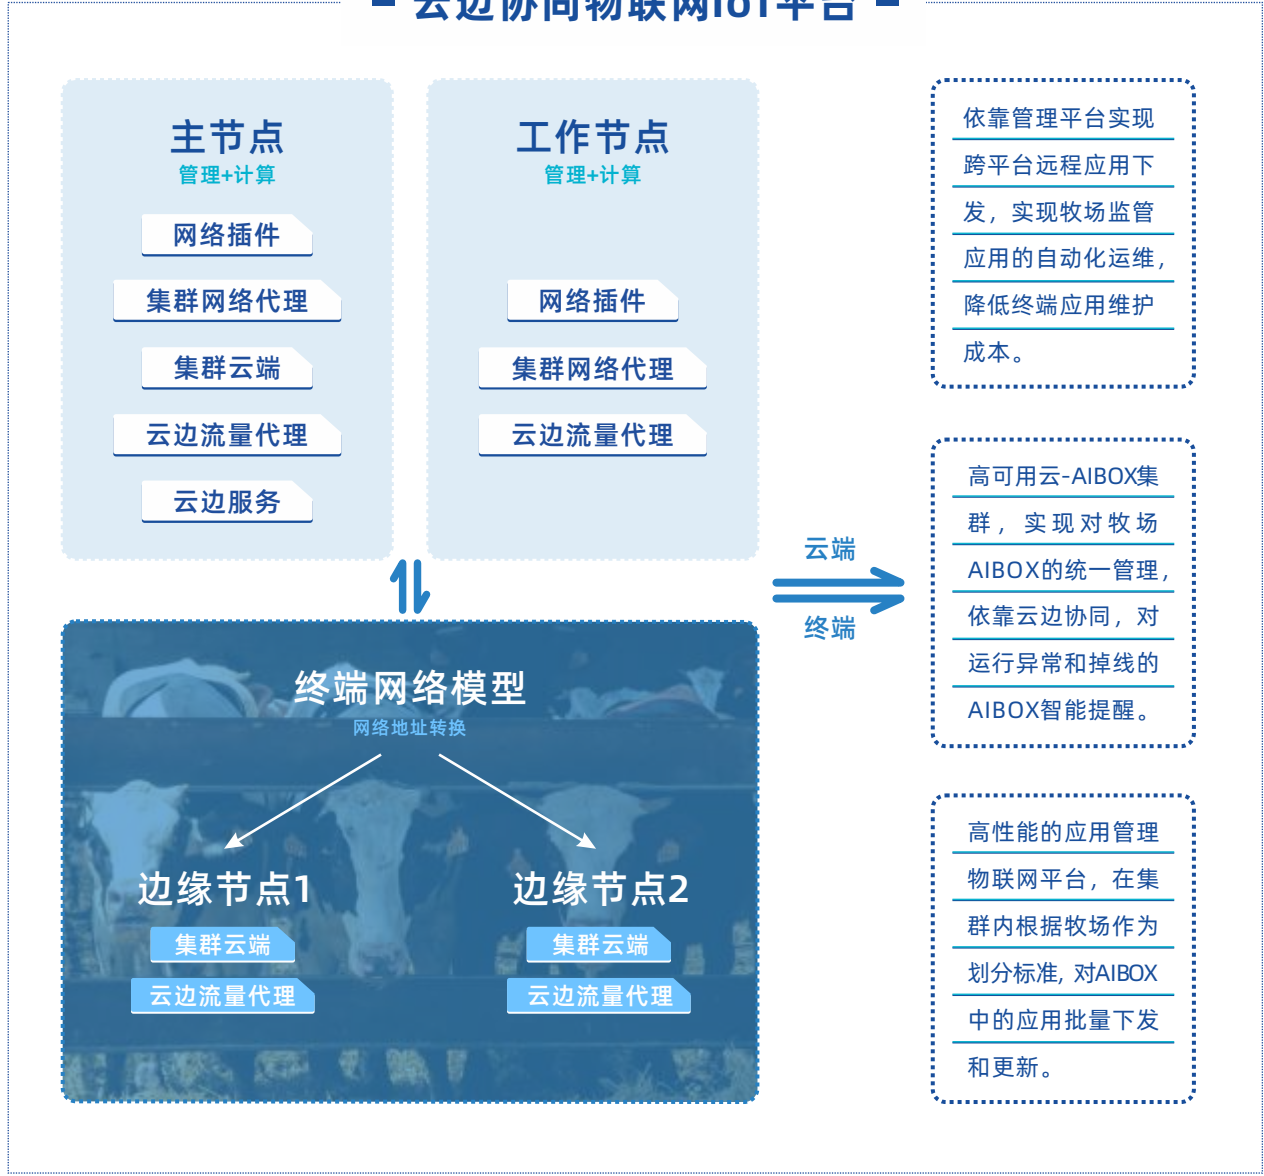 云边协同物联网IoT平台
主节点
管理+计算
网络插件
集群网络代理
集群云端
云边流量代理
云边服务
工作节点
管理+计算
网络插件
集群网络代理
云边流量代理
终端网络模型
网络地址转换
边缘节点1
集群云端
云边流量代理
边缘节点2
集群云端
云边流量代理
云端
终端
依靠管理平台实现
跨平台远程应用下
发，实现牧场监管
应用的自动化运维，
降低终端应用维护
成本。
高可用云-AIBOX集
群，实现对牧场
AIBOX的统一管理，
依靠云边协同，对
运行异常和掉线的
AIBOX智能提醒。
高性能的应用管理
物联网平台，在集
群内根据牧场作为
划分标准，对AIBOX
中的应用批量下发
和更新。